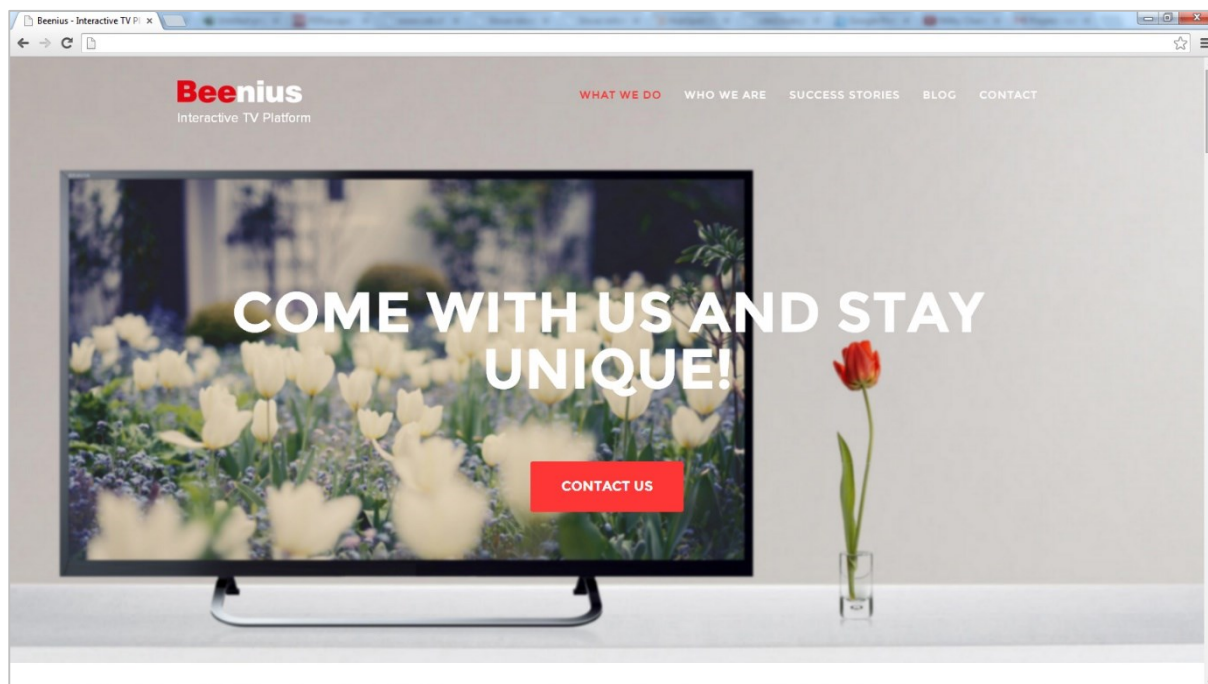 Beenius - Interactive TV Pl
Beenius
Interactive TV Platform
WHAT WE DO WHO WE ARE SUCCESS STORIES BLOG CONTACT
COME WITH US AND STAY
UNIQUE!
CONTACT US